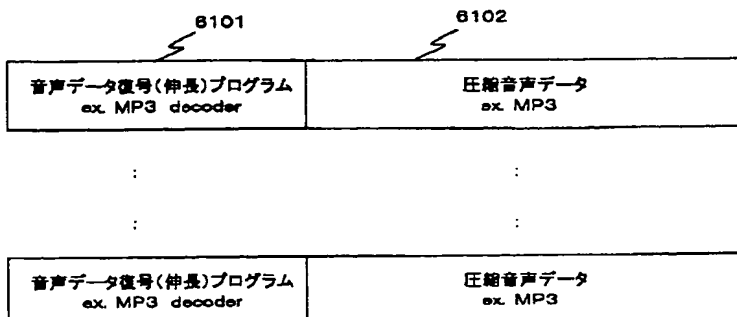 6101
6102
音声データ復号(伸長)プログラム
ex. MP3 decoder
圧縮音声データ
ex. MP3
:
:
:
:
音声データ復号(伸長)プログラム
ex. MP3 decoder
圧縮音声データ
ex. MP3